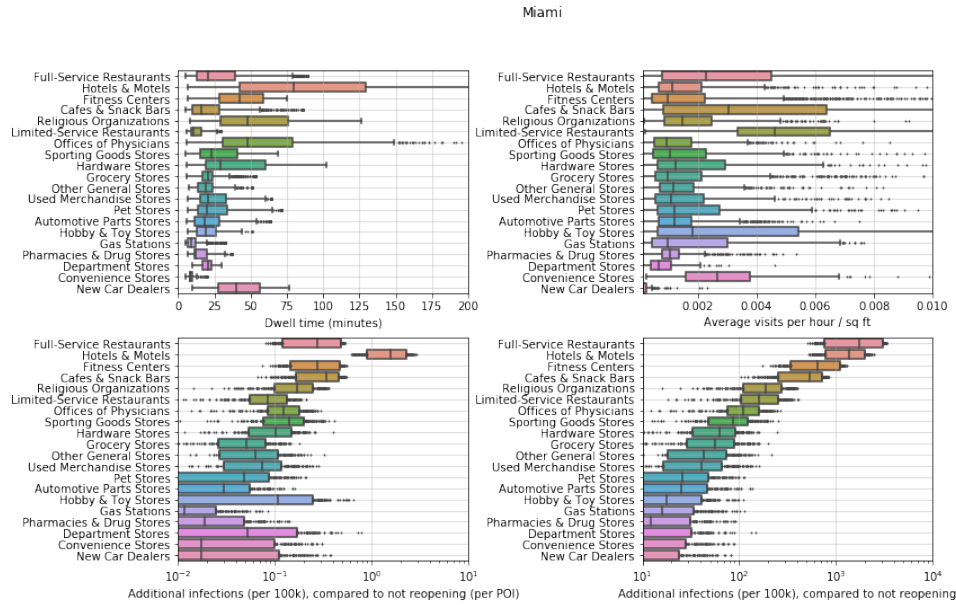 Miami
Full-Service Restaurants
Hotels & Motels
Fitness Centers
Cafes & Snack Bars
Religious Organizations
Limited-Service Restaurants
Offices of Physicians
Sporting Goods Stores
Hardware Stores
Grocery Stores
Other General Stores
Used Merchandise Stores
Pet Stores
Automotive Parts Stores
Hobby & Toy Stores
Gas Stations
Pharmacies & Drug Stores
Department Stores
Convenience Stores
New Car Dealers
0 25 50 75 100 125 150 175 200
Dwell time (minutes)
Full-Service Restaurants
Hotels & Motels
Fitness Centers
Cafes & Snack Bars
Religious Organizations
Limited-Service Restaurants
Offices of Physicians
Sporting Goods Stores
Hardware Stores
Grocery Stores
Other General Stores
Used Merchandise Stores
Pet Stores
Automotive Parts Stores
Hobby & Toy Stores
Gas Stations
Pharmacies & Drug Stores
Department Stores
Convenience Stores
New Car Dealers
0.002 0.004 0.006 0.008 0.010
Average visits per hour / sq ft
Full-Service Restaurants
Hotels & Motels
Fitness Centers
Cafes & Snack Bars
Religious Organizations
Limited-Service Restaurants
Offices of Physicians
Sporting Goods Stores
Hardware Stores
Grocery Stores
Other General Stores
Used Merchandise Stores
Pet Stores
Automotive Parts Stores
Hobby & Toy Stores
Gas Stations
Pharmacies & Drug Stores
Department Stores
Convenience Stores
New Car Dealers
10⁻² 10⁻¹ 10⁰ 10¹
Additional infections (per 100k), compared to not reopening (per POI)
Full-Service Restaurants
Hotels & Motels
Fitness Centers
Cafes & Snack Bars
Religious Organizations
Limited-Service Restaurants
Offices of Physicians
Sporting Goods Stores
Hardware Stores
Grocery Stores
Other General Stores
Used Merchandise Stores
Pet Stores
Automotive Parts Stores
Hobby & Toy Stores
Gas Stations
Pharmacies & Drug Stores
Department Stores
Convenience Stores
New Car Dealers
10¹ 10² 10³ 10⁴
Additional infections (per 100k), compared to not reopening